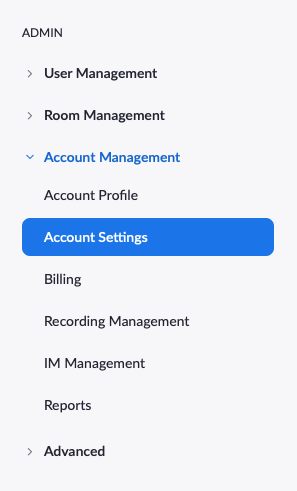 ADMIN
User Management
Room Management
Account Management
Account Profile
Account Settings
Billing
Recording Management
IM Management
Reports
Advanced